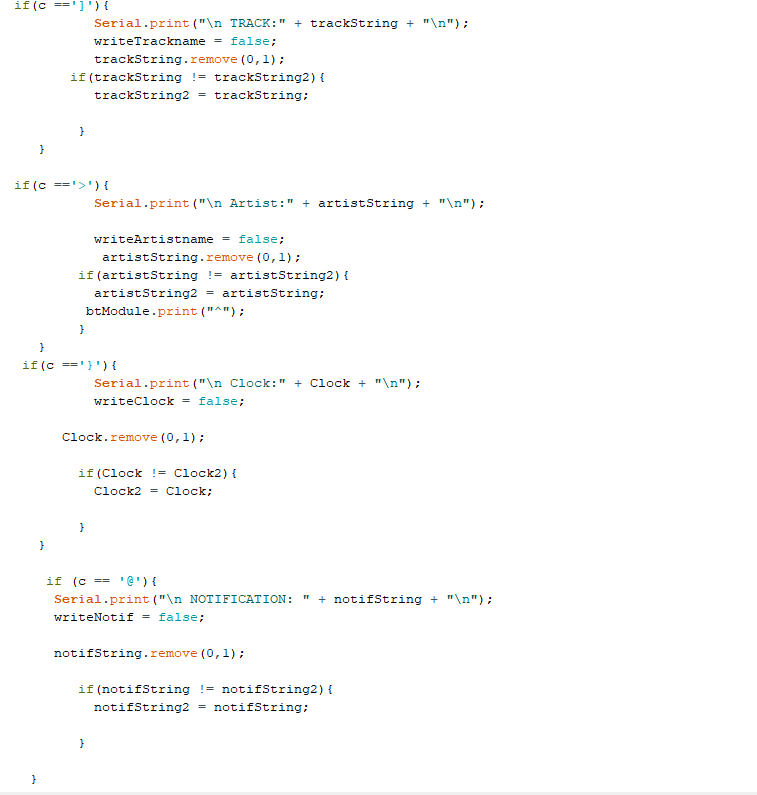 if(c ==']'){
Serial.print("\n TRACK:" + trackString + "\n");
writeTrackname = false;
trackString.remove(0,1);
if(trackString != trackString2){
trackString2 = trackString;
}
}
if(c =='>'){
Serial.print("\n Artist:" + artistString + "\n");
writeArtistname = false;
artistString.remove(0,1);
if(artistString != artistString2){
artistString2 = artistString;
btModule.print("^");
}
}
if(c =='}'){
Serial.print("\n Clock:" + Clock + "\n");
writeClock = false;
Clock.remove(0,1);
if(Clock != Clock2){
Clock2 = Clock;
}
}
if (c == '@'){
Serial.print("\n NOTIFICATION: " + notifString + "\n");
writeNotif = false;
notifString.remove(0,1);
if(notifString != notifString2){
notifString2 = notifString;
}
}